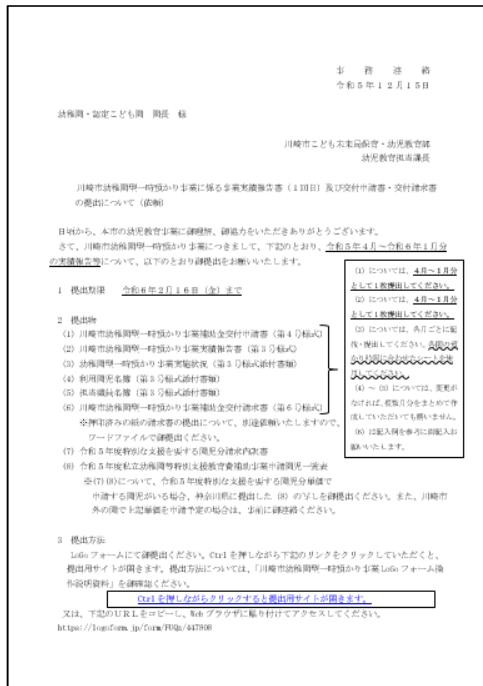 事 務 連 絡
令和５年１２月１５日
幼稚園・認定こども園 園長 様
川崎市こども未来局保育・幼児教育部
幼児教育担当課長
川崎市幼稚園型一時預かり事業に係る事業実績報告書（１回目）及び交付申請書・交付請求書
の提出について（依頼）
日頃から、本市の幼児教育事業に御理解、御協力をいただきありがとうございます。
さて、川崎市幼稚園型一時預かり事業につきまして、下記のとおり、令和５年４月～令和６年１月分
の実績報告等について、以下のとおり御提出をお願いいたします。
１ 提出期限 令和６年２月１６日（金）まで
２ 提出物
(1) 川崎市幼稚園型一時預かり事業補助金交付申請書（第４号様式）
(2) 川崎市幼稚園型一時預かり事業実績報告書（第３号様式）
(3) 幼稚園型一時預かり事業実施状況（第３号様式添付書類）
(4) 利用園児名簿（第３号様式添付書類）
(5) 担当職員名簿（第３号様式添付書類）
(6) 川崎市幼稚園型一時預かり事業補助金交付請求書（第６号様式）
※押印済みの紙の請求書の提出について、別途依頼いたしますので、
ワードファイルで御提出ください。
(7) 令和５年度特別な支援を要する園児分請求内訳書
(8) 令和５年度私立幼稚園等特別支援教育費補助事業申請園児一覧表
※(7)(8)について、令和５年度特別な支援を要する園児分単価で
申請する園児がいる場合、神奈川県に提出した (8) の写しを御提出ください。また、川崎市
外の園で上記単価を申請予定の場合は、事前に御連絡ください。
(1) については、４月～１月分
として１枚提出してください。
(2) については、４月～１月分
として１枚提出してください。
(3) については、各月ごとに記
載・提出してください。各園の預
かり時間に合わせたシートを使
用してください。
(4) ～ (5) については、変更が
なければ、複数月分をまとめて作
成していただいても構いません。
(6) は記入例を参考に御記入お
願いいたします。
３ 提出方法
LoGo フォームにて御提出ください。Ctrl を押しながら下記のリンクをクリックしていただくと、
提出用サイトが開きます。提出方法については、「川崎市幼稚園型一時預かり事業 LoGo フォーム操
作説明資料」を御確認ください。
Ctrl を押しながらクリックすると提出用サイトが開きます。
又は、下記のＵＲＬをコピーし、Web ブラウザに貼り付けてアクセスしてください。